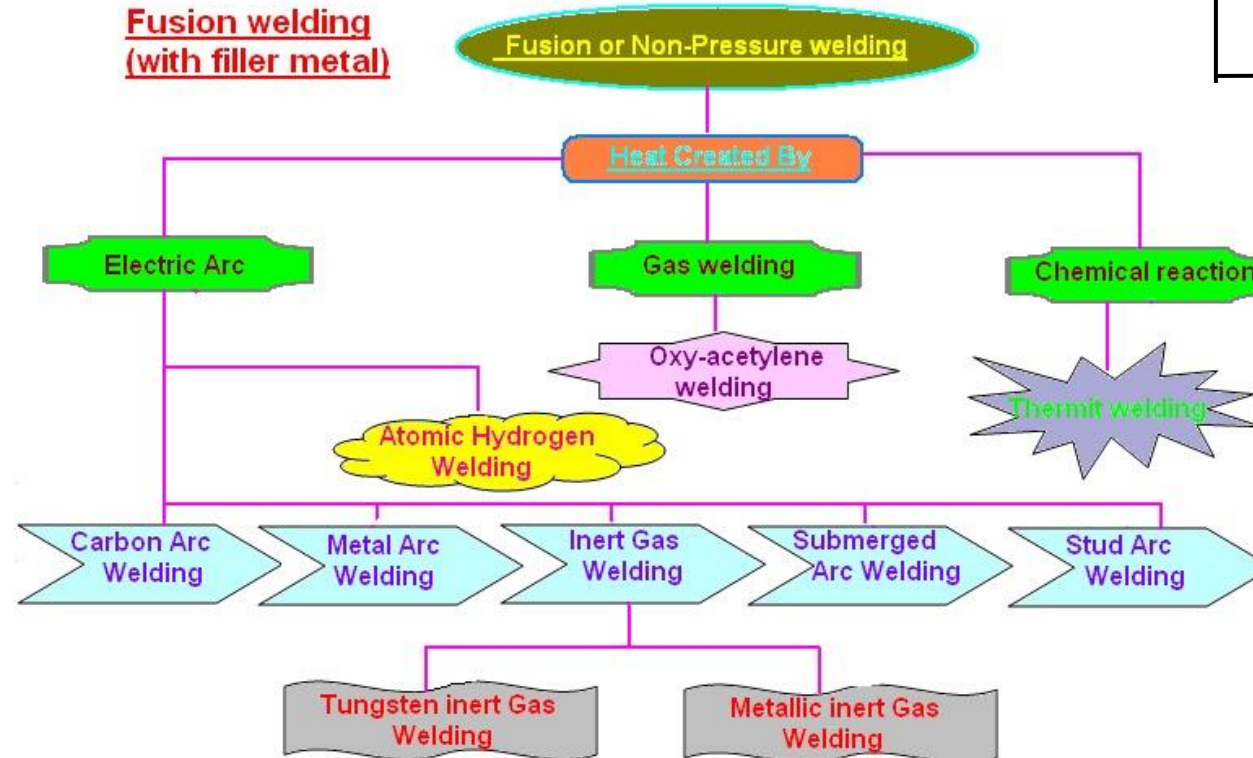 Fusion welding
(with filler metal)
Fusion or Non-Pressure welding
Heat Created By
Electric Arc
Gas welding
Chemical reaction
Oxy-acetylene
welding
Thermit welding
Atomic Hydrogen
Welding
Carbon Arc
Welding
Metal Arc
Welding
Inert Gas
Welding
Submerged
Arc Welding
Stud Arc
Welding
Tungsten inert Gas
Welding
Metallic inert Gas
Welding